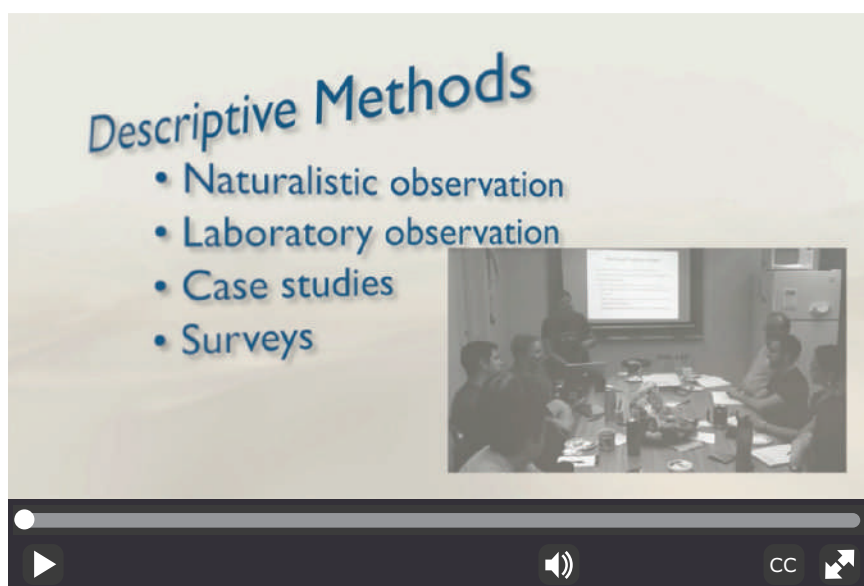 Descriptive Methods
• Naturalistic observation
• Laboratory observation
• Case studies
• Surveys
CC